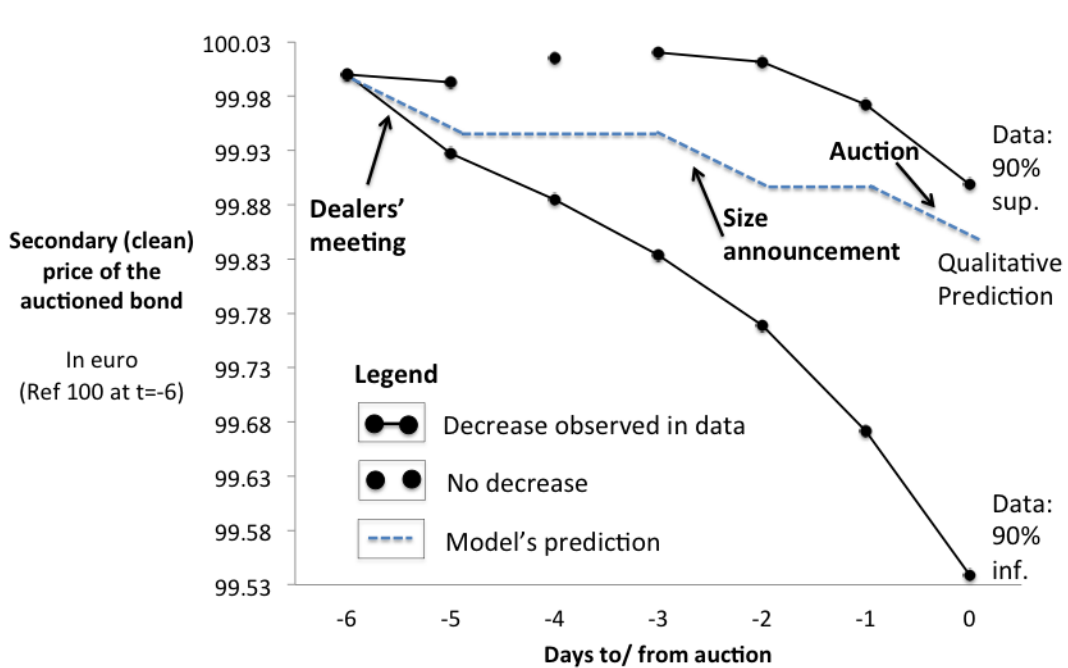 100.03
99.98
99.93
99.88
99.83
99.78
99.73
99.68
99.63
99.58
99.53
Secondary (clean)
price of the
auctioned bond
In euro
(Ref 100 at t=-6)
Dealers’
meeting
Size
announcement
Auction
Data:
90%
sup.
Qualitative
Prediction
Legend
Decrease observed in data
No decrease
Model’s prediction
Data:
90%
inf.
-6 -5 -4 -3 -2 -1 0
Days to/ from auction